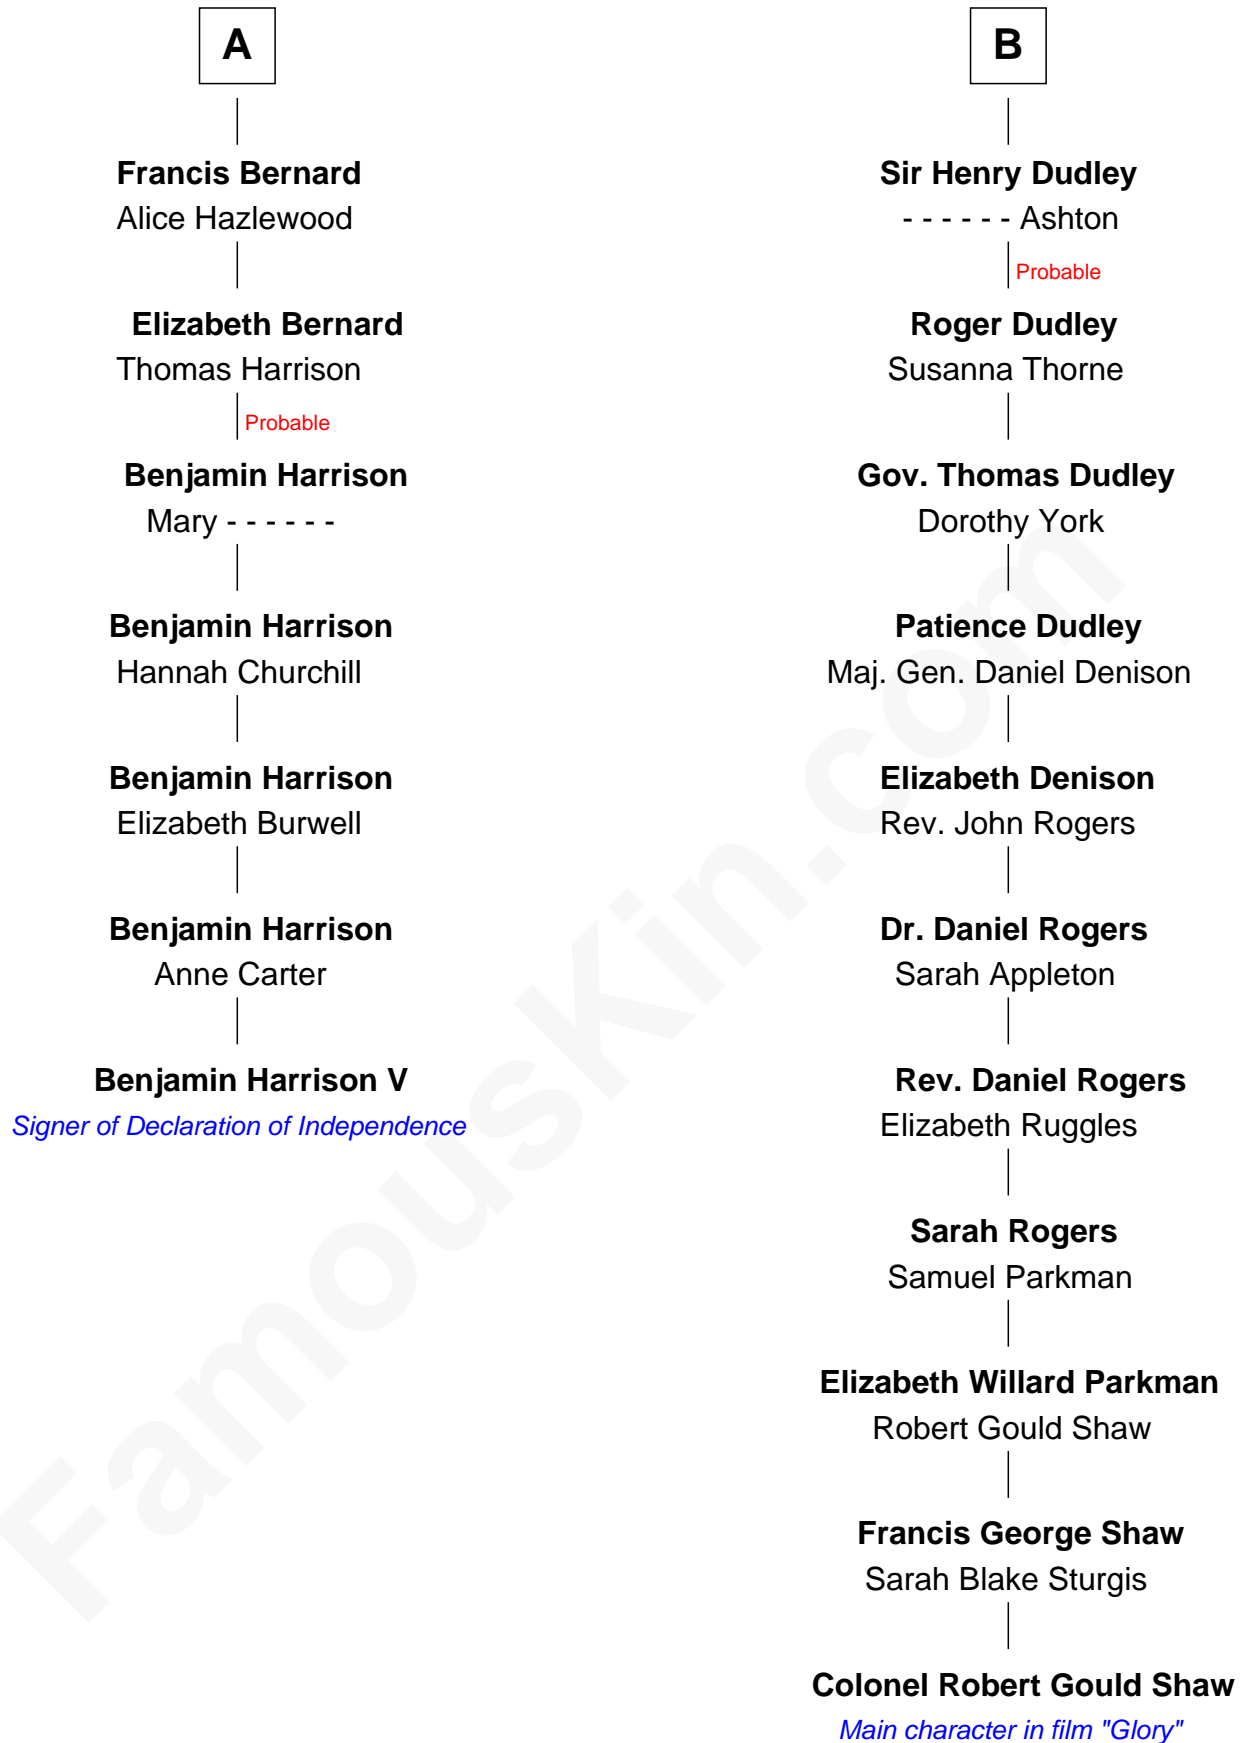 A
Francis Bernard
Alice Hazlewood
Elizabeth Bernard
Thomas Harrison
Probable
Benjamin Harrison
Mary - - - - - -
Benjamin Harrison
Hannah Churchill
Benjamin Harrison
Elizabeth Burwell
Benjamin Harrison
Anne Carter
Benjamin Harrison V
Signer of Declaration of Independence
B
Sir Henry Dudley
- - - - - - Ashton
Probable
Roger Dudley
Susanna Thorne
Gov. Thomas Dudley
Dorothy York
Patience Dudley
Maj. Gen. Daniel Denison
Elizabeth Denison
Rev. John Rogers
Dr. Daniel Rogers
Sarah Appleton
Rev. Daniel Rogers
Elizabeth Ruggles
Sarah Rogers
Samuel Parkman
Elizabeth Willard Parkman
Robert Gould Shaw
Francis George Shaw
Sarah Blake Sturgis
Colonel Robert Gould Shaw
Main character in film "Glory"
FamousKin.com